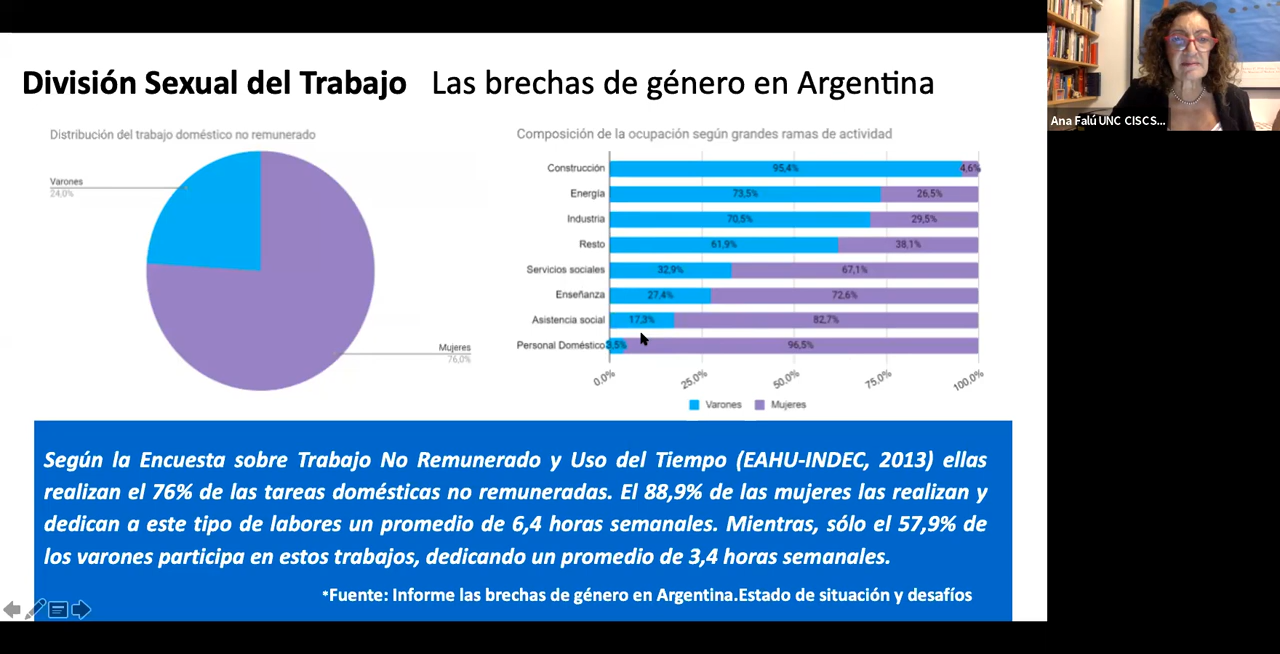 División Sexual del Trabajo Las brechas de género en Argentina
Distribución del trabajo doméstico no remunerado
Varones
24,0%
Mujeres
76,0%
Composición de la ocupación según grandes ramas de actividad
Construcción 95,4% 4,6%
Energía 73,5% 26,5%
Industria 70,5% 29,5%
Resto 61,9% 38,1%
Servicios sociales 32,9% 67,1%
Enseñanza 27,4% 72,6%
Asistencia social 17,3% 82,7%
Personal Doméstico 3,5% 96,5%
0,0% 25,0% 50,0% 75,0% 100,0%
Varones Mujeres
Según la Encuesta sobre Trabajo No Remunerado y Uso del Tiempo (EAHU-INDEC, 2013) ellas
realizan el 76% de las tareas domésticas no remuneradas. El 88,9% de las mujeres las realizan y
dedican a este tipo de labores un promedio de 6,4 horas semanales. Mientras, sólo el 57,9% de
los varones participa en estos trabajos, dedicando un promedio de 3,4 horas semanales.
*Fuente: Informe las brechas de género en Argentina.Estado de situación y desafíos
Ana Falú UNC CISCS...